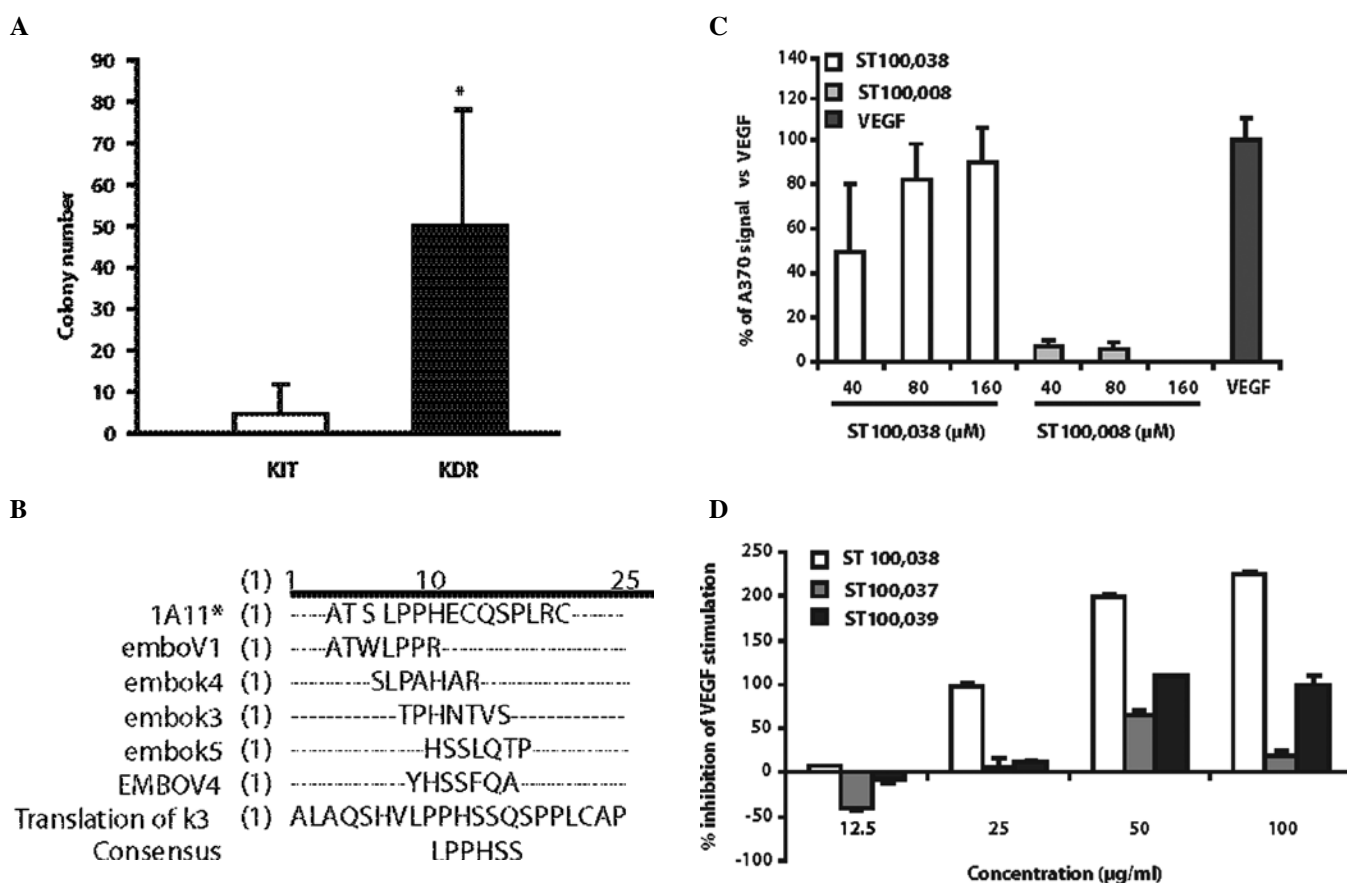 A
90
80
70
60
50
40
30
20
10
0
Colony number
*
KIT
KDR
B
(1) 1 10 25
1A11* (1) ----ATSLPPHECQSPLRC------
emboV1 (1) ----ATWLPPR---------------
embok4 (1) --------SLPAHAR------------
embok3 (1) ----------TPHNTVS----------
embok5 (1) ------------HSSLQTP--------
EMBOV4 (1) -----------YHSSFQA---------
Translation of k3 (1) ALAQSHVLPPHSSQSPPLCAP
Consensus LPPHSS
C
ST100,038
ST100,008
VEGF
140
120
100
80
60
40
20
0
% of A370 signal vs VEGF
40 80 160 40 80 160 VEGF
ST100,038 (µM) ST100,008 (µM)
D
ST 100,038
ST100,037
ST100,039
250
200
150
100
50
0
-50
-100
% inhibition of VEGF stimulation
12.5 25 50 100
Concentration (µg/ml)